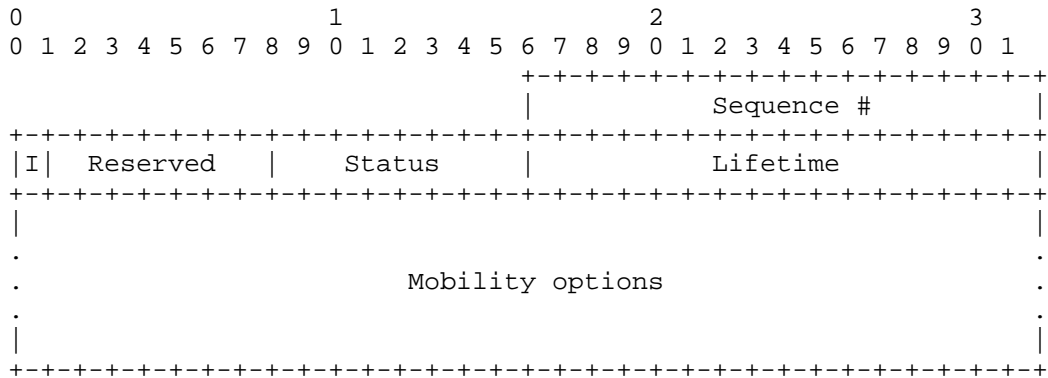 0                   1                   2                   3
0 1 2 3 4 5 6 7 8 9 0 1 2 3 4 5 6 7 8 9 0 1 2 3 4 5 6 7 8 9 0 1
                                +-+-+-+-+-+-+-+-+-+-+-+-+-+-+-+-+
                                |           Sequence #          |
+-+-+-+-+-+-+-+-+-+-+-+-+-+-+-+-+-+-+-+-+-+-+-+-+-+-+-+-+-+-+-+-+
|I|   Reserved    |    Status     |           Lifetime            |
+-+-+-+-+-+-+-+-+-+-+-+-+-+-+-+-+-+-+-+-+-+-+-+-+-+-+-+-+-+-+-+-+
|                                                               |
.                                                               .
.                        Mobility options                       .
.                                                               .
|                                                               |
+-+-+-+-+-+-+-+-+-+-+-+-+-+-+-+-+-+-+-+-+-+-+-+-+-+-+-+-+-+-+-+-+